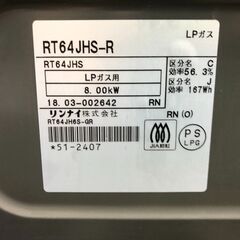 LPガス
RT64JHS-R
RT64JHS
LPガス用
8.00kW
区分名 C
効率56.3%
区分名 J
効率 167Wh
18.03-002642 RN
リンナイ株式会社
RT64JH6S-GR
RN (0)
JIA認証
PS
LPG
*51-2407